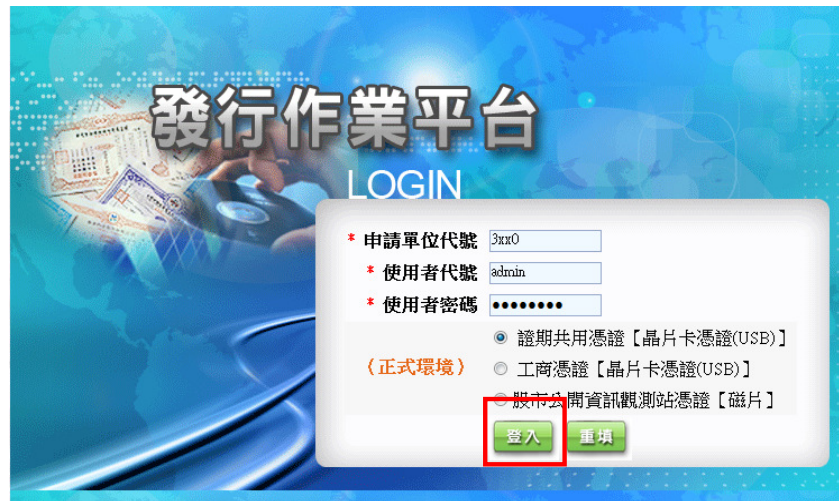 發行作業平台
LOGIN
* 申請單位代號 3xx0
* 使用者代號 admin
* 使用者密碼 ••••••••
證期共用憑證【晶片卡憑證(USB)】
(正式環境) 工商憑證【晶片卡憑證(USB)】
股市公開資訊觀測站憑證【磁片】
登入 重填